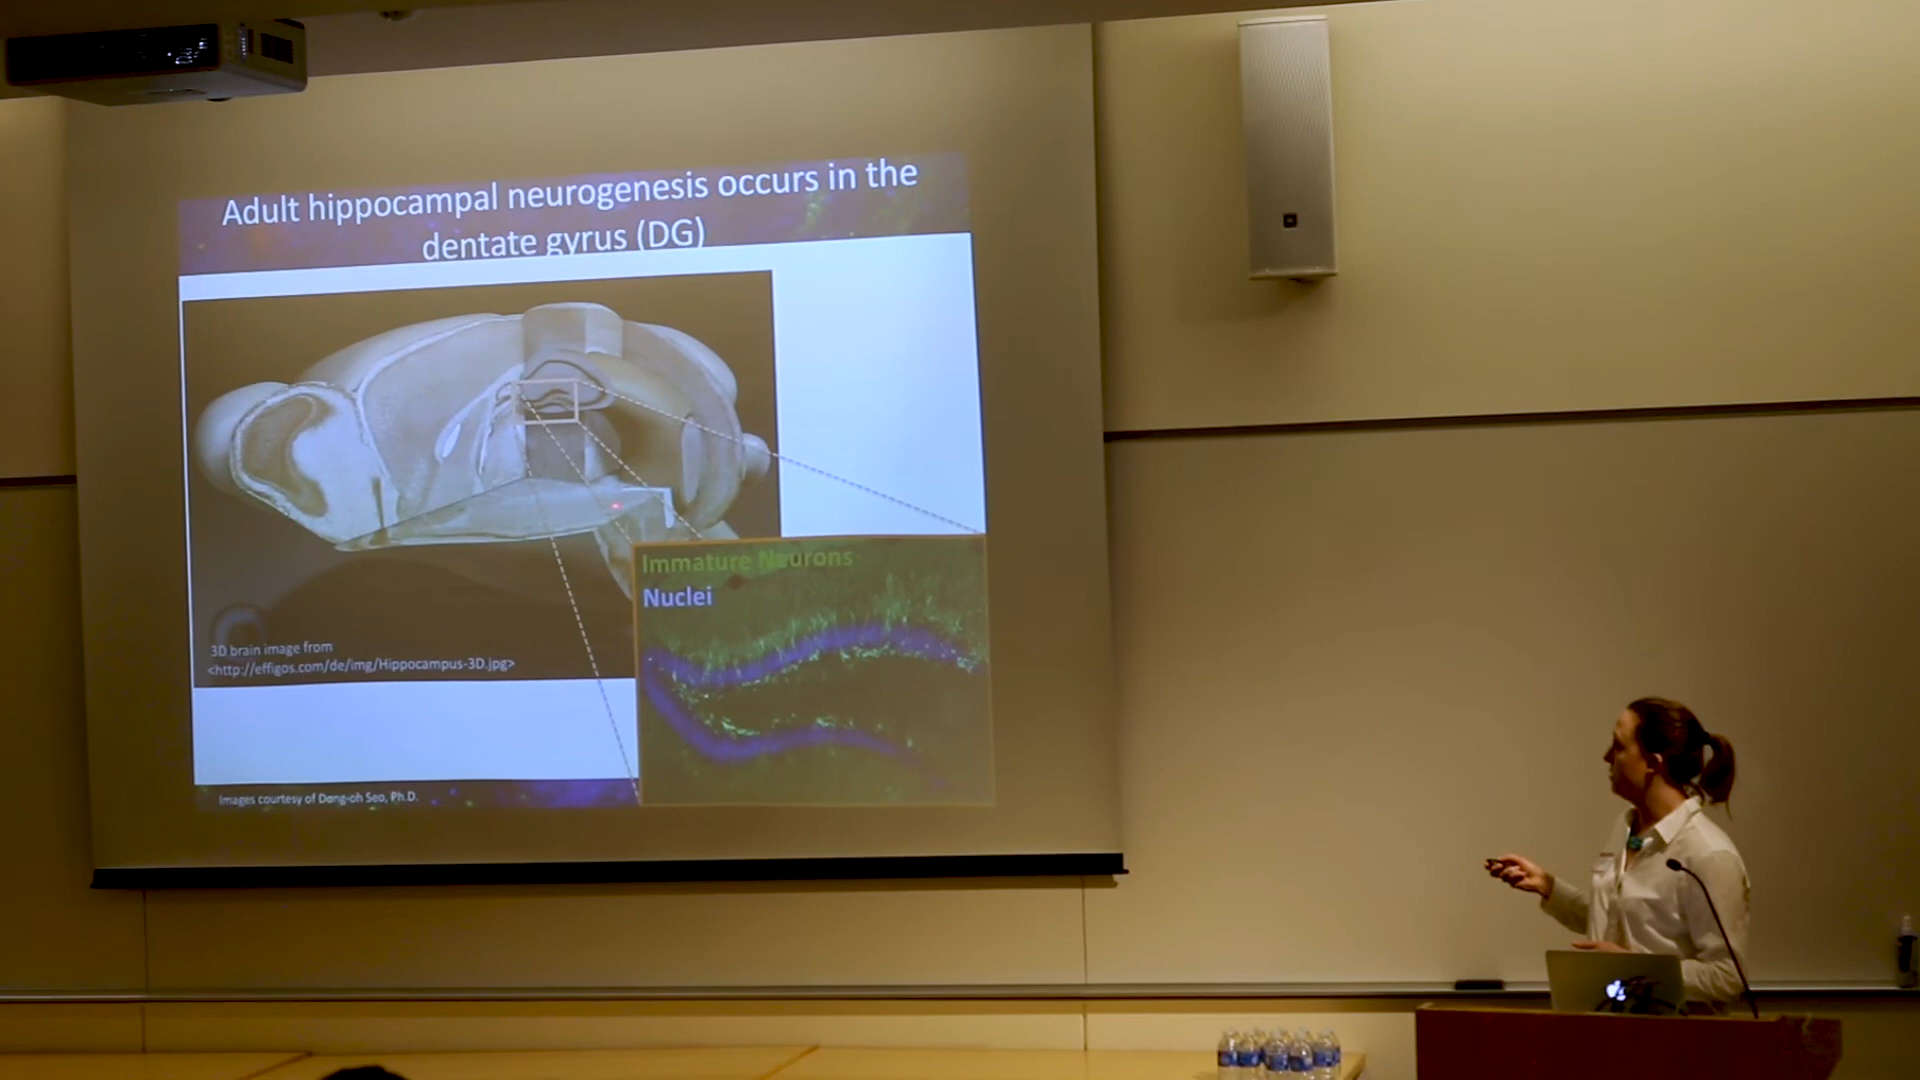 Adult hippocampal neurogenesis occurs in the
dentate gyrus (DG)
Immature Neurons
Nuclei
3D brain image from
<http://effigos.com/de/img/Hippocampus-3D.jpg>
Images courtesy of Dong-oh Seo, Ph.D.